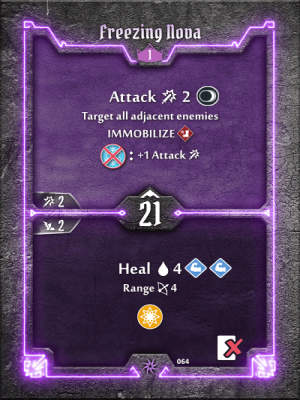 Freezing Nova
1
Attack 2
Target all adjacent enemies
IMMOBILIZE
: +1 Attack
2
21
2
Heal 4
Range 4
064